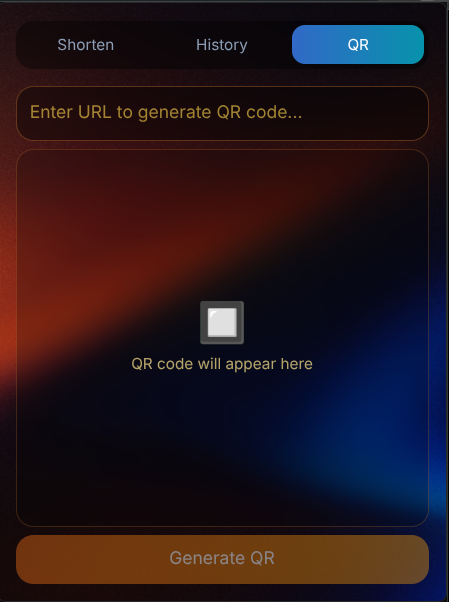 Shorten
History
QR
Enter URL to generate QR code...
QR code will appear here
Generate QR